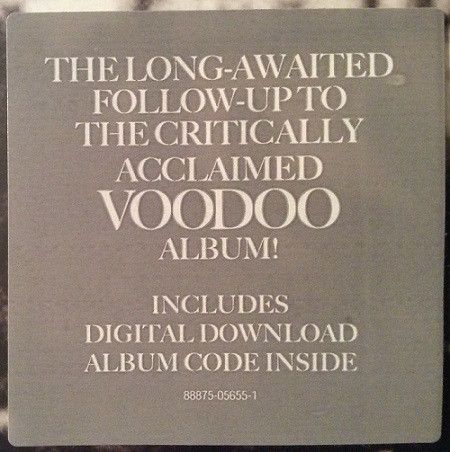 THE LONG-AWAITED
FOLLOW-UP TO
THE CRITICALLY
ACCLAIMED
VOODOO
ALBUM!
INCLUDES
DIGITAL DOWNLOAD
ALBUM CODE INSIDE
88875-05655-1